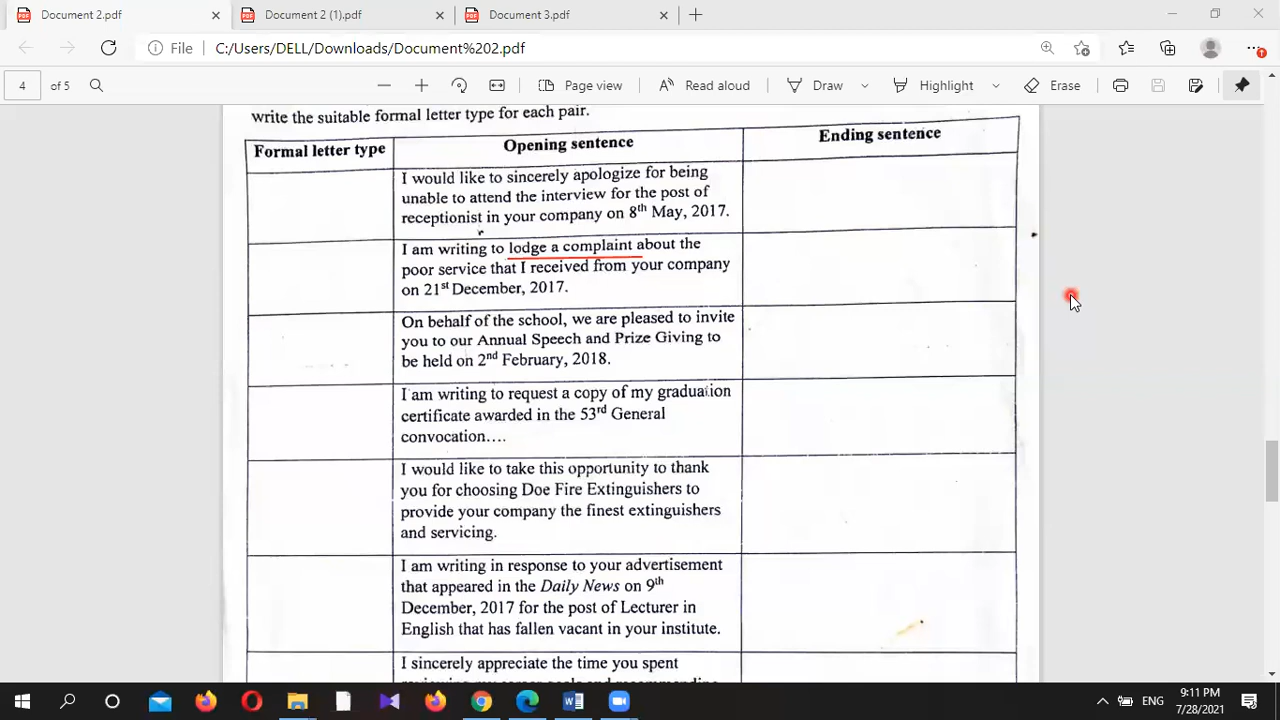 Document 2.pdf
Document 2 (1).pdf
Document 3.pdf
File
C:/Users/DELL/Downloads/Document%202.pdf
4 of 5
Page view
Read aloud
Draw
Highlight
Erase
write the suitable formal letter type for each pair.
Formal letter type
Opening sentence
Ending sentence
I would like to sincerely apologize for being
unable to attend the interview for the post of
receptionist in your company on 8th May, 2017.
I am writing to lodge a complaint about the
poor service that I received from your company
on 21st December, 2017.
On behalf of the school, we are pleased to invite
you to our Annual Speech and Prize Giving to
be held on 2nd February, 2018.
I am writing to request a copy of my graduation
certificate awarded in the 53rd General
convocation….
I would like to take this opportunity to thank
you for choosing Doe Fire Extinguishers to
provide your company the finest extinguishers
and servicing.
I am writing in response to your advertisement
that appeared in the Daily News on 9th
December, 2017 for the post of Lecturer in
English that has fallen vacant in your institute.
I sincerely appreciate the time you spent
ENG
9:11 PM
7/28/2021